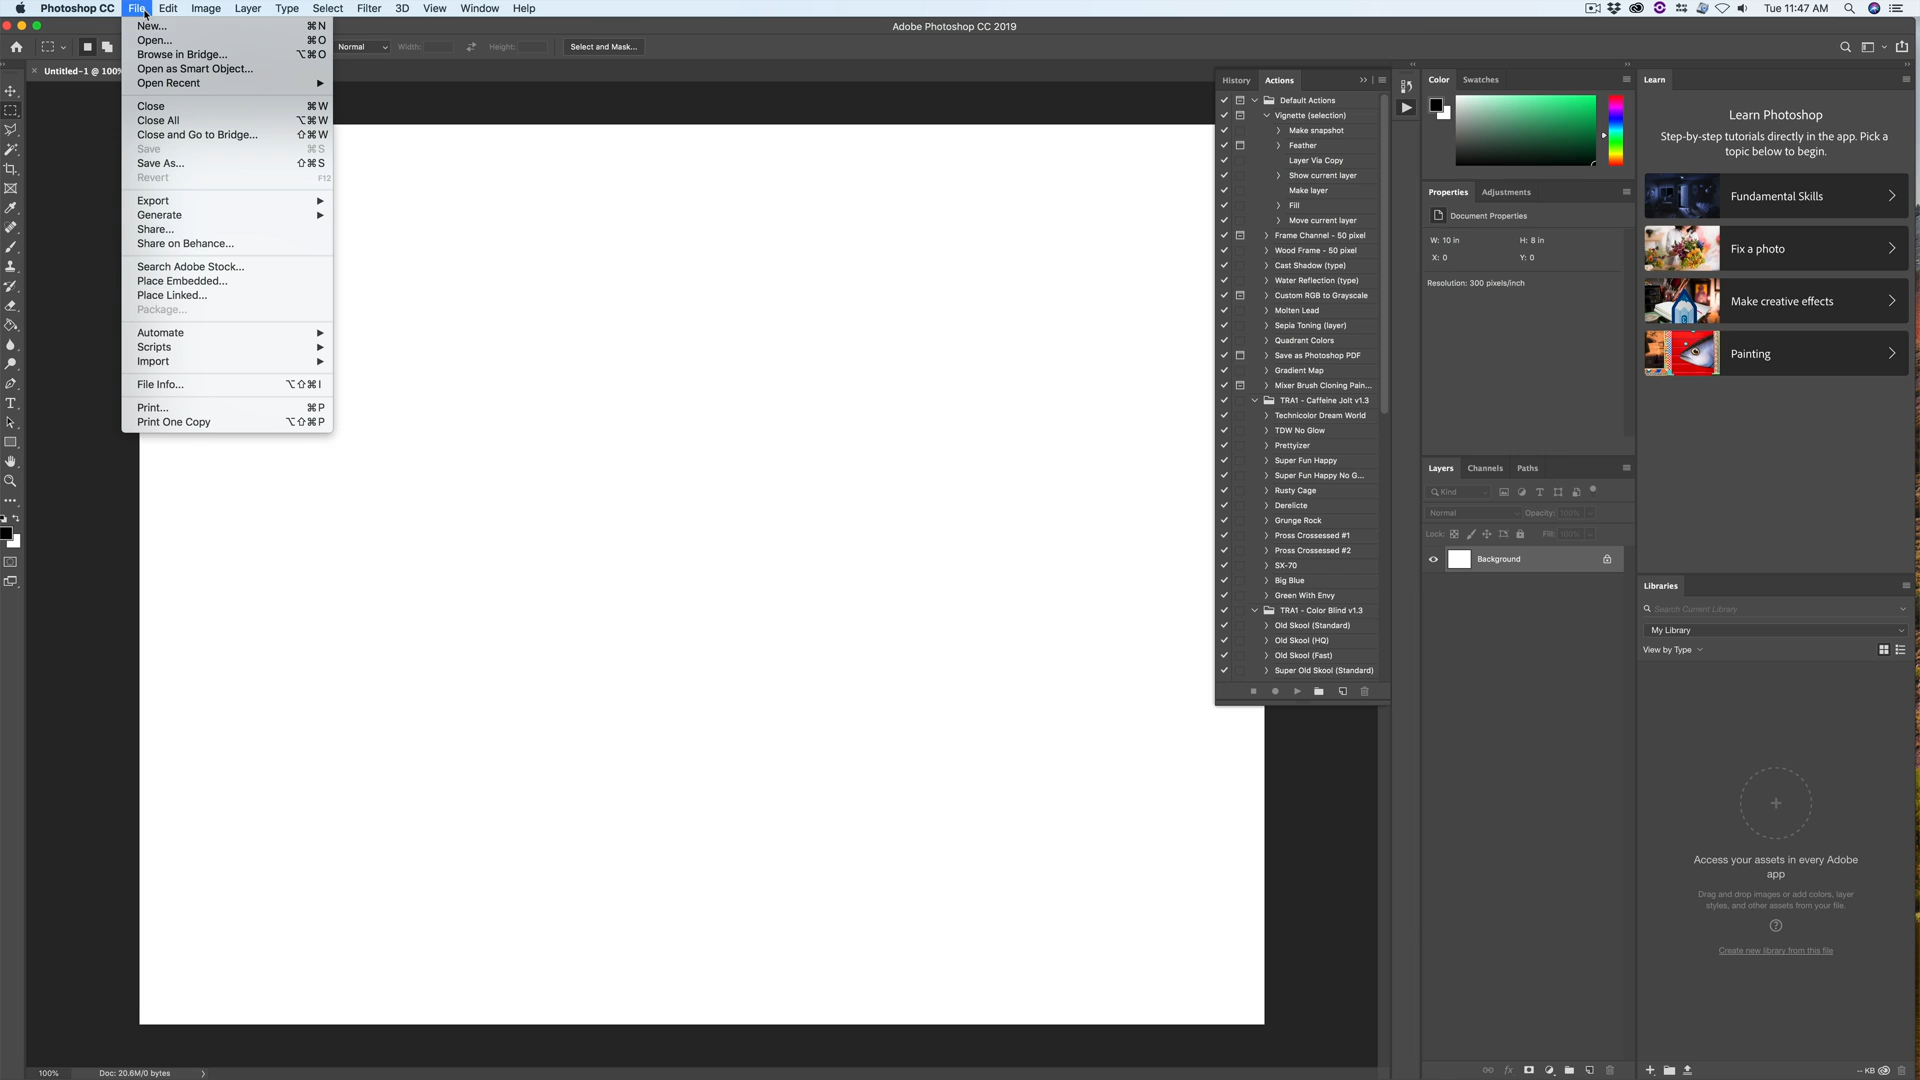 Photoshop CC File Edit Image Layer Type Select Filter 3D View Window Help Tue 11:47 AM
Adobe Photoshop CC 2019
Normal Width: Height: Select and Mask...
Untitled-1 @ 100%
New... ⌘N
Open... ⌘O
Browse in Bridge... ⌥⌘O
Open as Smart Object...
Open Recent
Close ⌘W
Close All ⌥⌘W
Close and Go to Bridge... ⇧⌘W
Save ⌘S
Save As... ⇧⌘S
Revert F12
Export
Generate
Share...
Share on Behance...
Search Adobe Stock...
Place Embedded...
Place Linked...
Package...
Automate
Scripts
Import
File Info... ⌥⇧⌘I
Print... ⌘P
Print One Copy ⌥⇧⌘P
History Actions
Default Actions
Vignette (selection)
Make snapshot
Feather
Layer Via Copy
Show current layer
Make layer
Fill
Move current layer
Frame Channel - 50 pixel
Wood Frame - 50 pixel
Cast Shadow (type)
Water Reflection (type)
Custom RGB to Grayscale
Molten Lead
Sepia Toning (layer)
Quadrant Colors
Save as Photoshop PDF
Gradient Map
Mixer Brush Cloning Pain...
TRA1 - Caffeine Jolt v1.3
Technicolor Dream World
TDW No Glow
Prettyizer
Super Fun Happy
Super Fun Happy No G...
Rusty Cage
Derelicte
Grunge Rock
Pross Crossessed #1
Pross Crossessed #2
SX-70
Big Blue
Green With Envy
TRA1 - Color Blind v1.3
Old Skool (Standard)
Old Skool (HQ)
Old Skool (Fast)
Super Old Skool (Standard)
Color Swatches
Properties Adjustments
Document Properties
W: 10 in H: 8 in
X: 0 Y: 0
Resolution: 300 pixels/inch
Layers Channels Paths
Kind
Normal Opacity: 100%
Lock: Fill: 100%
Background
Learn
Learn Photoshop
Step-by-step tutorials directly in the app. Pick a
topic below to begin.
Fundamental Skills
Fix a photo
Make creative effects
Painting
Libraries
Search Current Library
My Library
View by Type
Access your assets in every Adobe
app
Drag and drop images or add colors, layer
styles, and other assets from your file.
Create new library from this file
100% Doc: 20.6M/0 bytes
-- KB